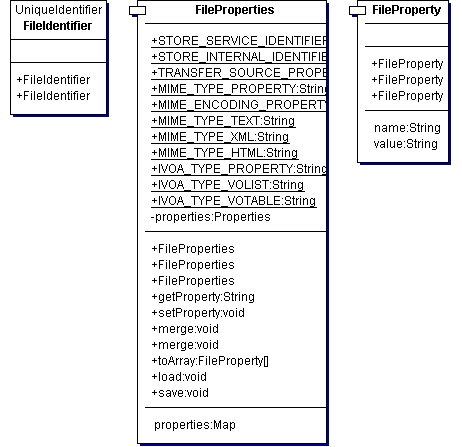 UniqueIdentifier
FileIdentifier
+FileIdentifier
+FileIdentifier
FileProperties
+STORE_SERVICE_IDENTIFIER
+STORE_INTERNAL_IDENTIFIE
+TRANSFER_SOURCE_PROPE
+MIME_TYPE_PROPERTY:String
+MIME_ENCODING_PROPERTY
+MIME_TYPE_TEXT:String
+MIME_TYPE_XML:String
+MIME_TYPE_HTML:String
+IVOA_TYPE_PROPERTY:String
+IVOA_TYPE_VOLIST:String
+IVOA_TYPE_VOTABLE:String
-properties:Properties
+FileProperties
+FileProperties
+FileProperties
+getProperty:String
+setProperty:void
+merge:void
+merge:void
+toArray:FileProperty[]
+load:void
+save:void
properties:Map
FileProperty
+FileProperty
+FileProperty
+FileProperty
name:String
value:String